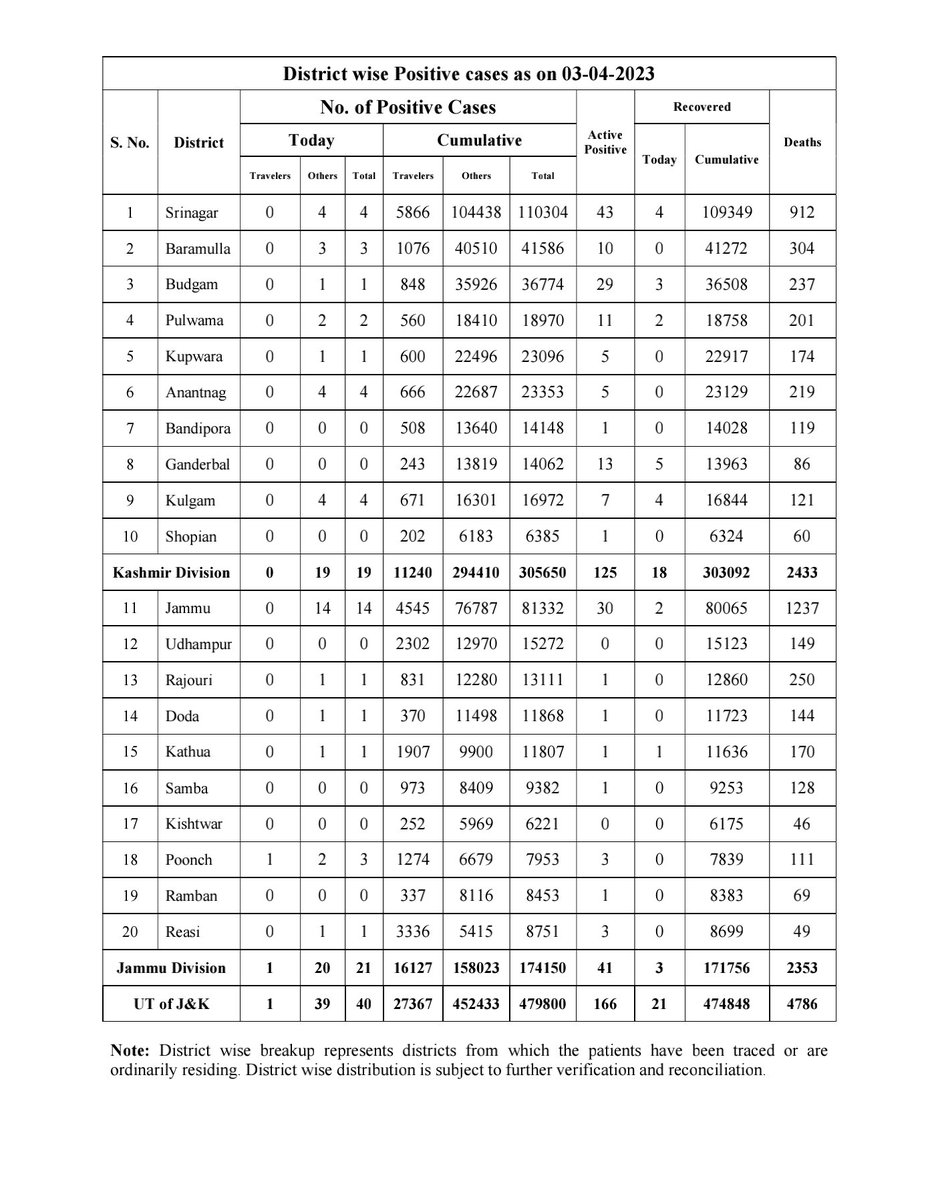 District wise Positive cases as on 03-04-2023
S. No. District No. of Positive Cases Active Positive Recovered Deaths
Today Cumulative Today Cumulative
Travelers Others Total Travelers Others Total
1 Srinagar 0 4 4 5866 104438 110304 43 4 109349 912
2 Baramulla 0 3 3 1076 40510 41586 10 0 41272 304
3 Budgam 0 1 1 848 35926 36774 29 3 36508 237
4 Pulwama 0 2 2 560 18410 18970 11 2 18758 201
5 Kupwara 0 1 1 600 22496 23096 5 0 22917 174
6 Anantnag 0 4 4 666 22687 23353 5 0 23129 219
7 Bandipora 0 0 0 508 13640 14148 1 0 14028 119
8 Ganderbal 0 0 0 243 13819 14062 13 5 13963 86
9 Kulgam 0 4 4 671 16301 16972 7 4 16844 121
10 Shopian 0 0 0 202 6183 6385 1 0 6324 60
Kashmir Division 0 19 19 11240 294410 305650 125 18 303092 2433
11 Jammu 0 14 14 4545 76787 81332 30 2 80065 1237
12 Udhampur 0 0 0 2302 12970 15272 0 0 15123 149
13 Rajouri 0 1 1 831 12280 13111 1 0 12860 250
14 Doda 0 1 1 370 11498 11868 1 0 11723 144
15 Kathua 0 1 1 1907 9900 11807 1 1 11636 170
16 Samba 0 0 0 973 8409 9382 1 0 9253 128
17 Kishtwar 0 0 0 252 5969 6221 0 0 6175 46
18 Poonch 1 2 3 1274 6679 7953 3 0 7839 111
19 Ramban 0 0 0 337 8116 8453 1 0 8383 69
20 Reasi 0 1 1 3336 5415 8751 3 0 8699 49
Jammu Division 1 20 21 16127 158023 174150 41 3 171756 2353
UT of J&K 1 39 40 27367 452433 479800 166 21 474848 4786
Note: District wise breakup represents districts from which the patients have been traced or are
ordinarily residing. District wise distribution is subject to further verification and reconciliation.